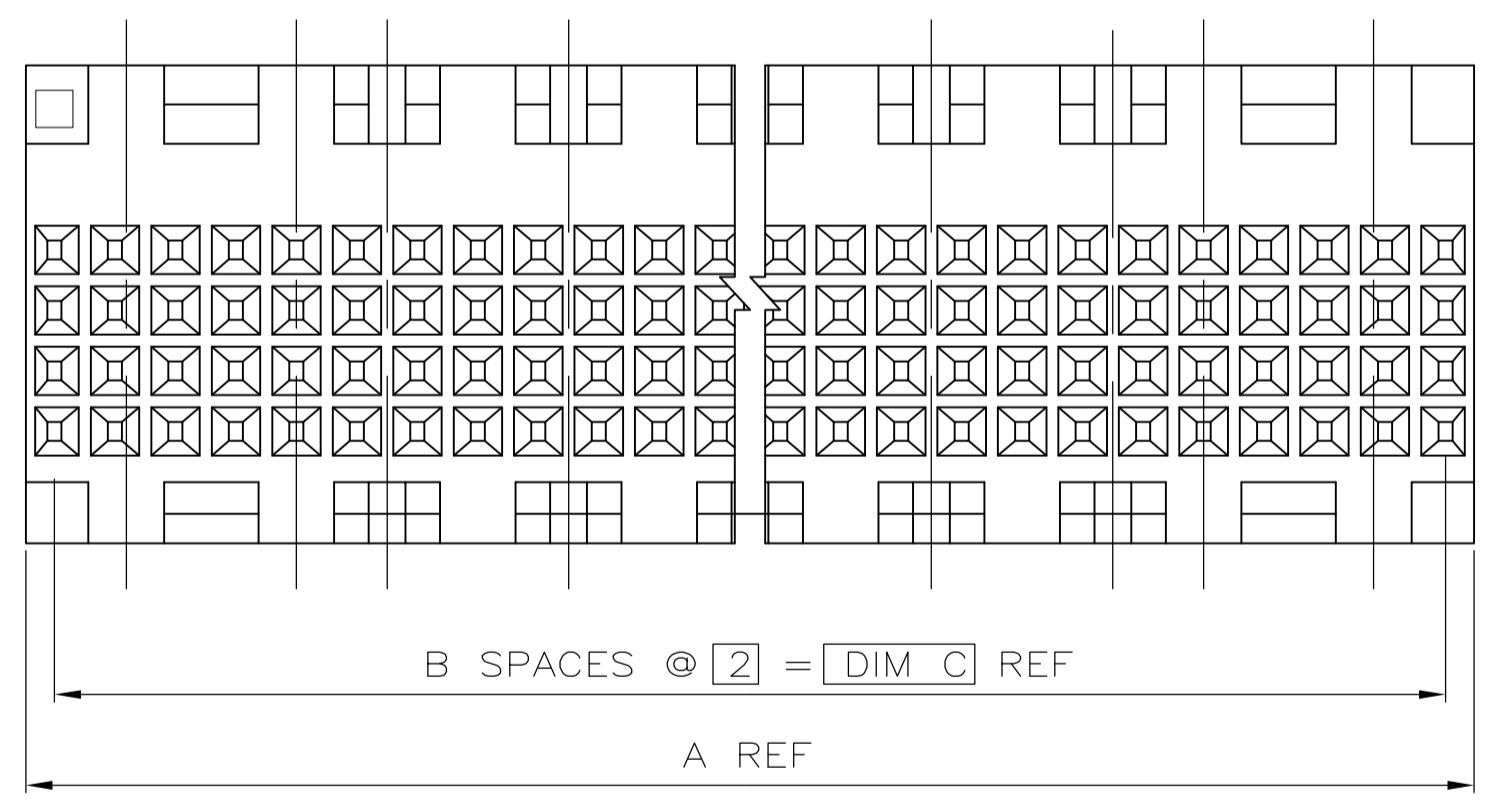 B SPACES @ 2 = DIM C REF
A REF